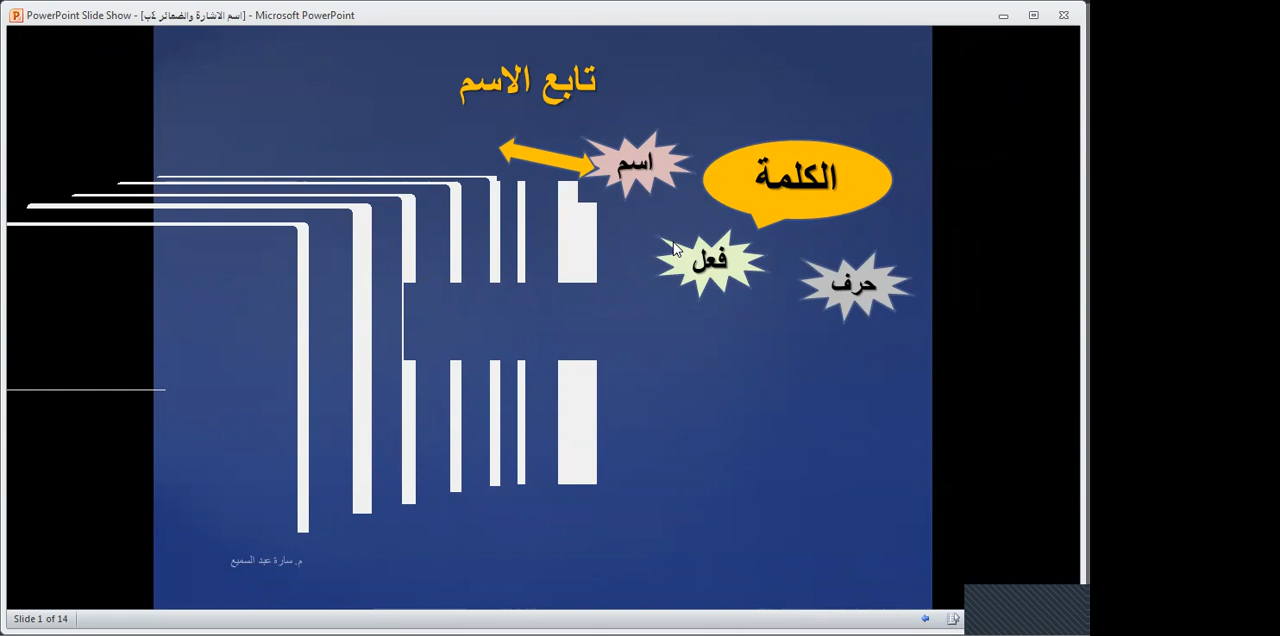 PowerPoint Slide Show - [اسم الاشارة والضمائر ٤ب] - Microsoft PowerPoint
تابع الاسم
الكلمة
اسم
فعل
حرف
م. سارة عبد السميع
Slide 1 of 14